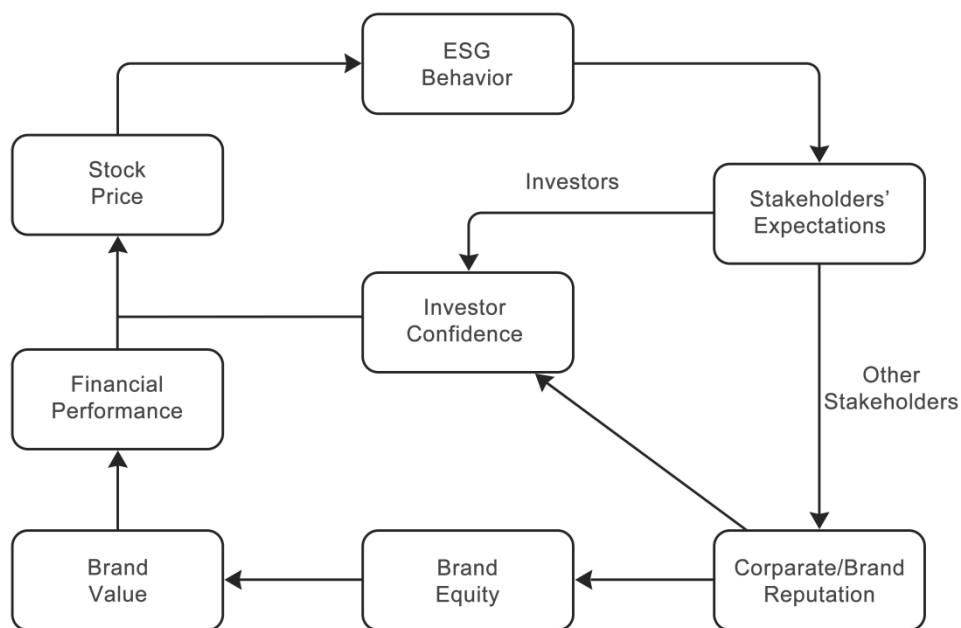 ESG
Behavior
Stock
Price
Investors
Stakeholders’
Expectations
Investor
Confidence
Financial
Performance
Other
Stakeholders
Brand
Value
Brand
Equity
Corparate/Brand
Reputation